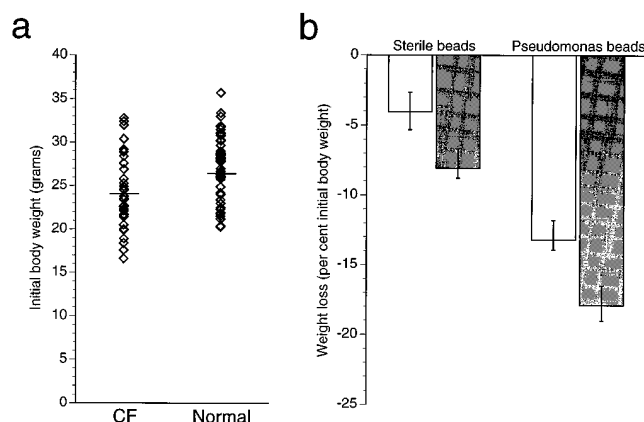 a
Initial body weight (grams)
40
35
30
25
20
15
10
5
0
CF
Normal
b
Weight loss (per cent initial body weight)
Sterile beads
Pseudomonas beads
0
-5
-10
-15
-20
-25